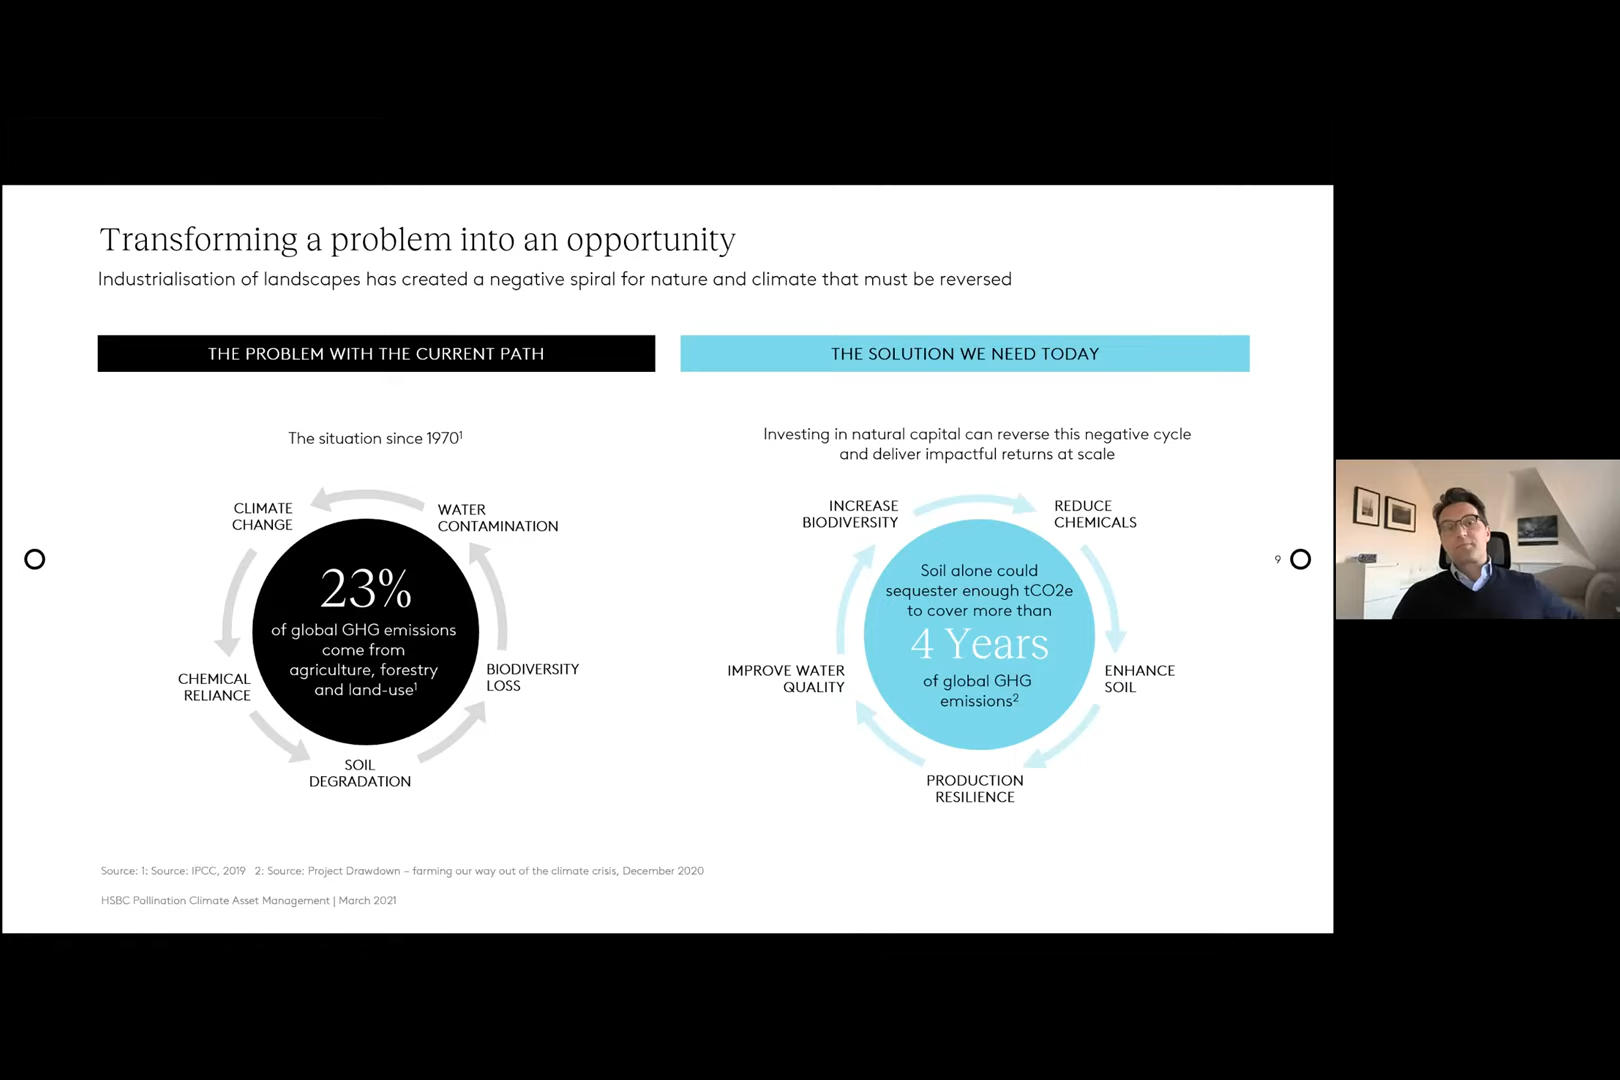 Transforming a problem into an opportunity
Industrialisation of landscapes has created a negative spiral for nature and climate that must be reversed
THE PROBLEM WITH THE CURRENT PATH
The situation since 1970¹
CLIMATE
CHANGE
WATER
CONTAMINATION
23%
of global GHG emissions
come from
agriculture, forestry
and land-use¹
CHEMICAL
RELIANCE
BIODIVERSITY
LOSS
SOIL
DEGRADATION
THE SOLUTION WE NEED TODAY
Investing in natural capital can reverse this negative cycle
and deliver impactful returns at scale
INCREASE
BIODIVERSITY
REDUCE
CHEMICALS
Soil alone could
sequester enough tCO2e
to cover more than
4 Years
of global GHG
emissions²
IMPROVE WATER
QUALITY
ENHANCE
SOIL
PRODUCTION
RESILIENCE
9
Source: 1: Source: IPCC, 2019 2: Source: Project Drawdown – farming our way out of the climate crisis, December 2020
HSBC Pollination Climate Asset Management | March 2021